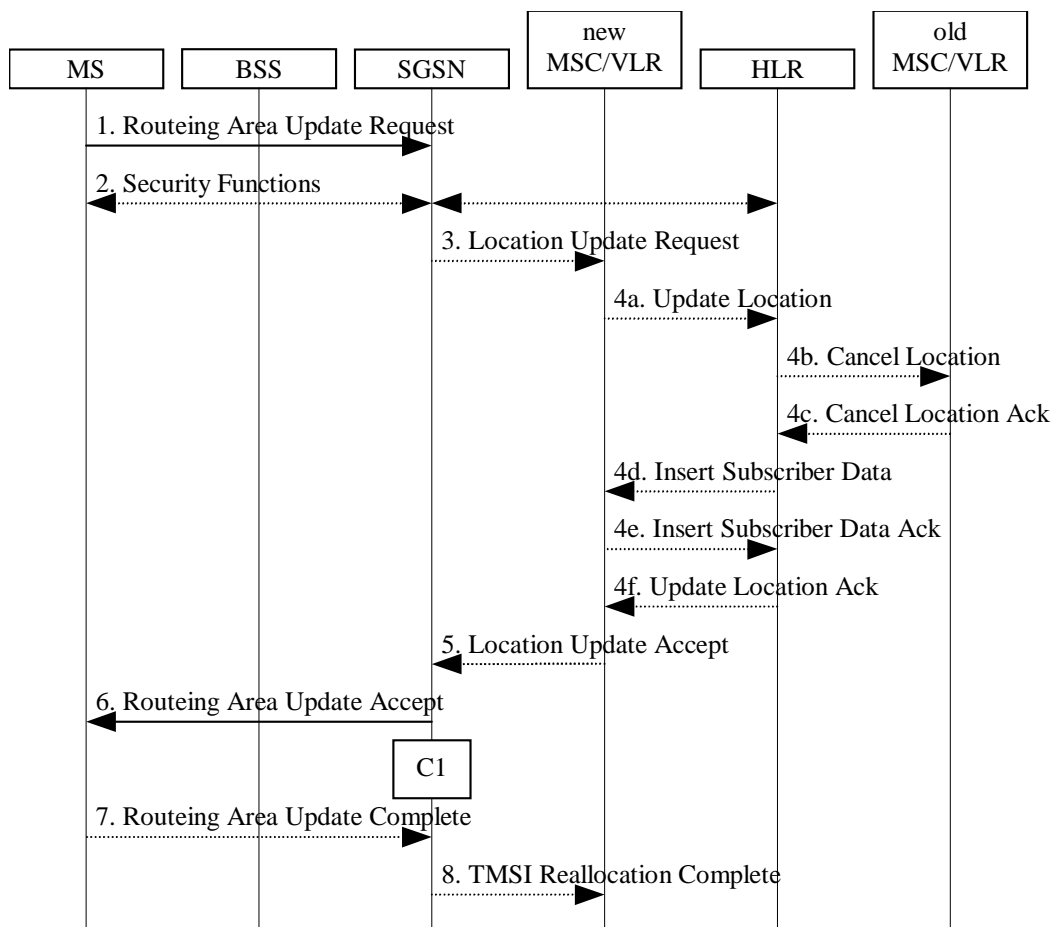 new
old
MS
BSS
SGSN
MSC/VLR
HLR
MSC/VLR
1. Routeing Area Update Request
2. Security Functions
3. Location Update Request
4a. Update Location
4b. Cancel Location
4c. Cancel Location Ack
4d. Insert Subscriber Data
4e. Insert Subscriber Data Ack
4f. Update Location Ack
5. Location Update Accept
6. Routeing Area Update Accept
C1
7. Routeing Area Update Complete
8. TMSI Reallocation Complete